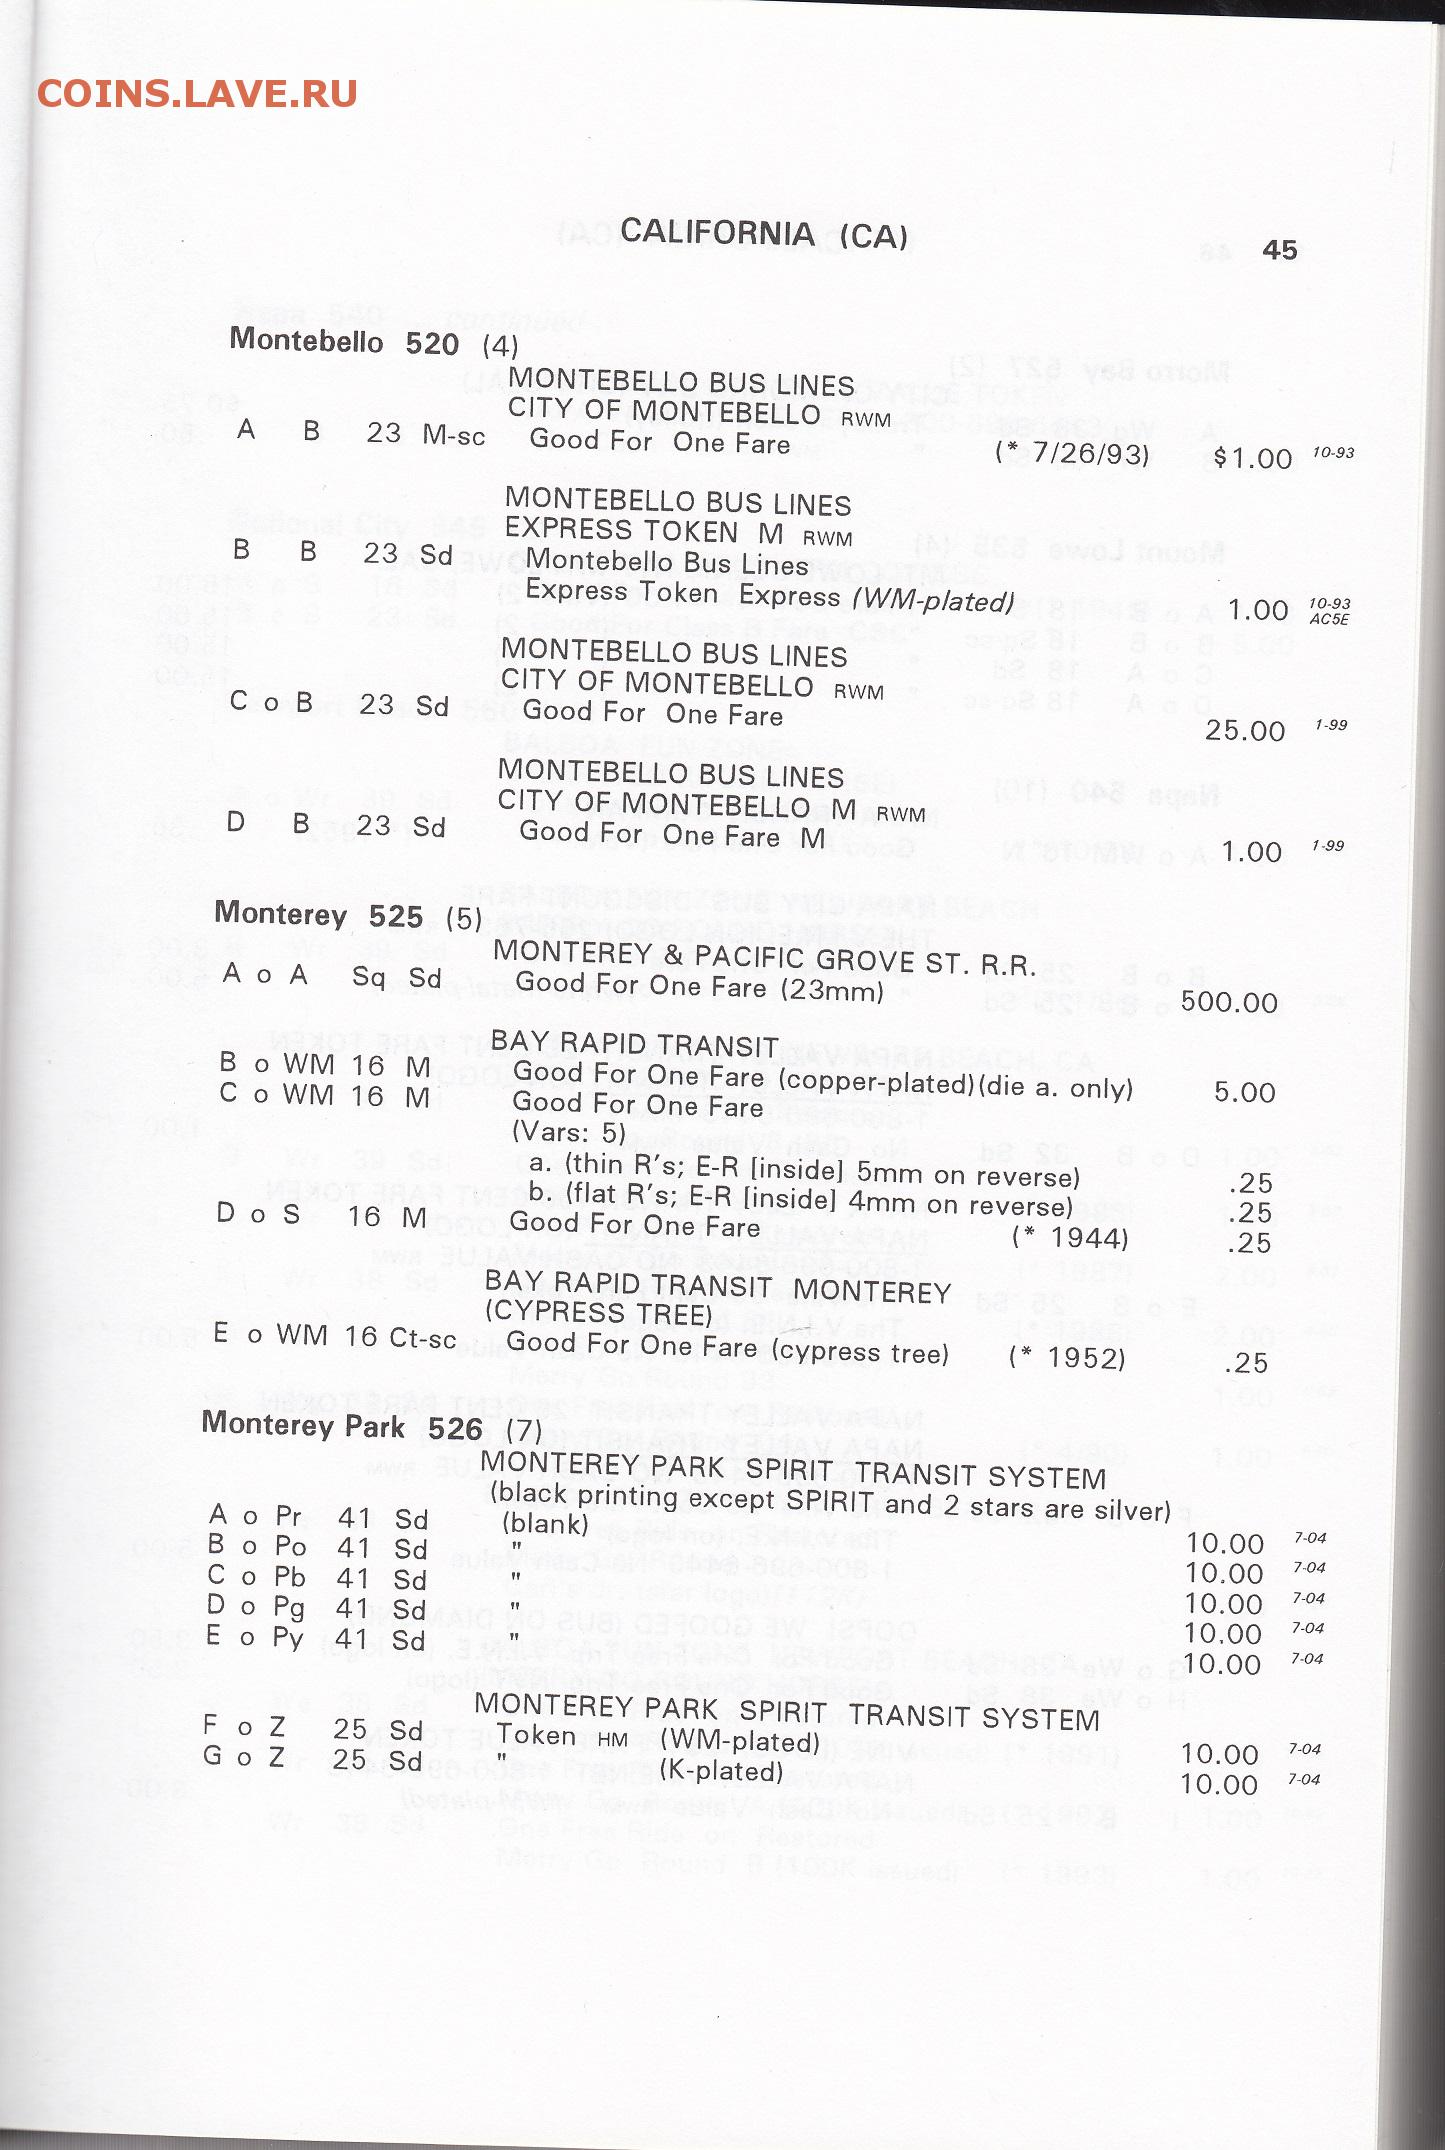 COINS.LAVE.RU
CALIFORNIA (CA) 45
Montebello 520 (4)
MONTEBELLO BUS LINES
CITY OF MONTEBELLO RWM
A B 23 M-sc Good For One Fare (* 7/26/93) $1.00 10-93
MONTEBELLO BUS LINES
EXPRESS TOKEN M RWM
B B 23 Sd Montebello Bus Lines
Express Token Express (WM-plated) 1.00 10-93 AC5E
MONTEBELLO BUS LINES
CITY OF MONTEBELLO RWM
C o B 23 Sd Good For One Fare 25.00 1-99
MONTEBELLO BUS LINES
CITY OF MONTEBELLO M RWM
D B 23 Sd Good For One Fare M 1.00 1-99
Monterey 525 (5)
MONTEREY & PACIFIC GROVE ST. R.R.
A o A Sq Sd Good For One Fare (23mm) 500.00
BAY RAPID TRANSIT
B o WM 16 M Good For One Fare (copper-plated)(die a. only) 5.00
C o WM 16 M Good For One Fare
(Vars: 5)
a. (thin R's; E-R [inside] 5mm on reverse) .25
b. (flat R's; E-R [inside] 4mm on reverse) .25
D o S 16 M Good For One Fare (* 1944) .25
BAY RAPID TRANSIT MONTEREY
(CYPRESS TREE)
E o WM 16 Ct-sc Good For One Fare (cypress tree) (* 1952) .25
Monterey Park 526 (7)
MONTEREY PARK SPIRIT TRANSIT SYSTEM
(black printing except SPIRIT and 2 stars are silver)
A o Pr 41 Sd (blank) 10.00 7-04
B o Po 41 Sd " 10.00 7-04
C o Pb 41 Sd " 10.00 7-04
D o Pg 41 Sd " 10.00 7-04
E o Py 41 Sd " 10.00 7-04
MONTEREY PARK SPIRIT TRANSIT SYSTEM
F o Z 25 Sd Token HM (WM-plated) 10.00 7-04
G o Z 25 Sd " (K-plated) 10.00 7-04